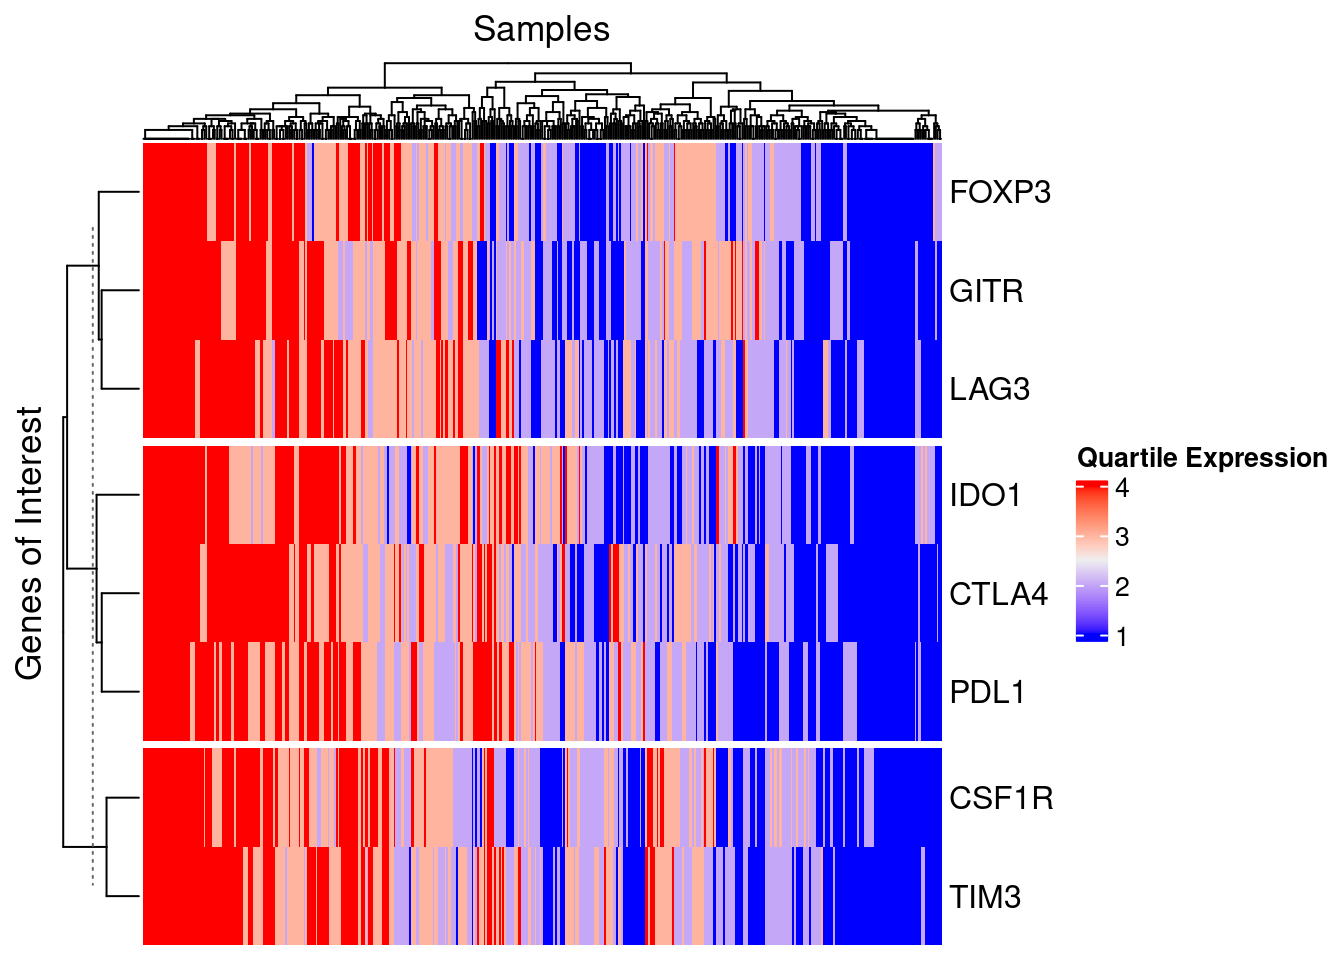 Samples
FOXP3
GITR
LAG3
Genes of Interest
IDO1
CTLA4
PDL1
CSF1R
TIM3
Quartile Expression
4
3
2
1